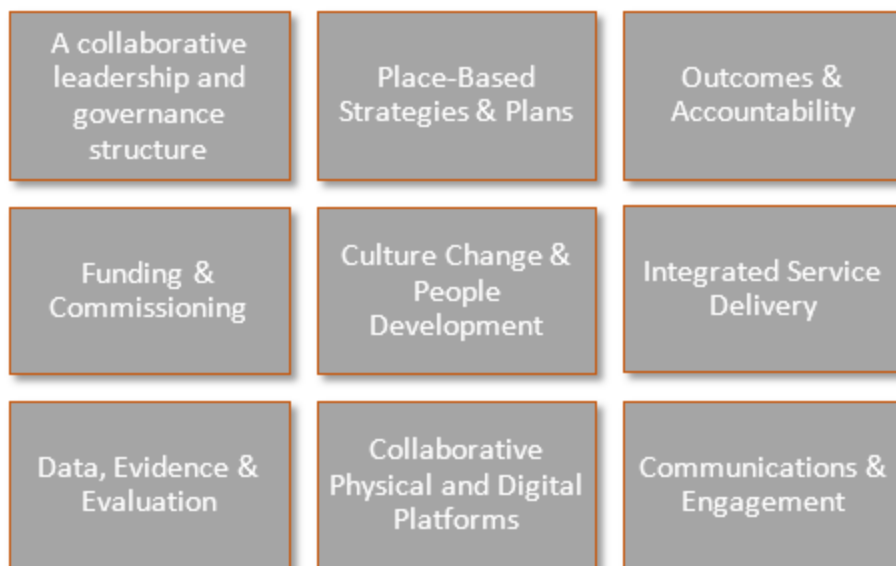 A collaborative
leadership and
governance
structure
Place-Based
Strategies & Plans
Outcomes &
Accountability
Funding &
Commissioning
Culture Change &
People
Development
Integrated Service
Delivery
Data, Evidence &
Evaluation
Collaborative
Physical and Digital
Platforms
Communications &
Engagement